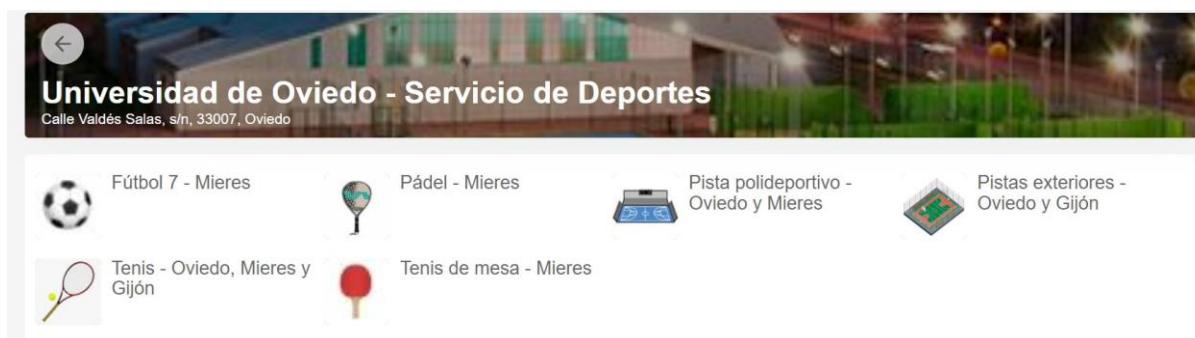 Universidad de Oviedo - Servicio de Deportes
Calle Valdés Salas, s/n, 33007, Oviedo
Fútbol 7 - Mieres
Pádel - Mieres
Pista polideportivo -
Oviedo y Mieres
Pistas exteriores -
Oviedo y Gijón
Tenis - Oviedo, Mieres y
Gijón
Tenis de mesa - Mieres